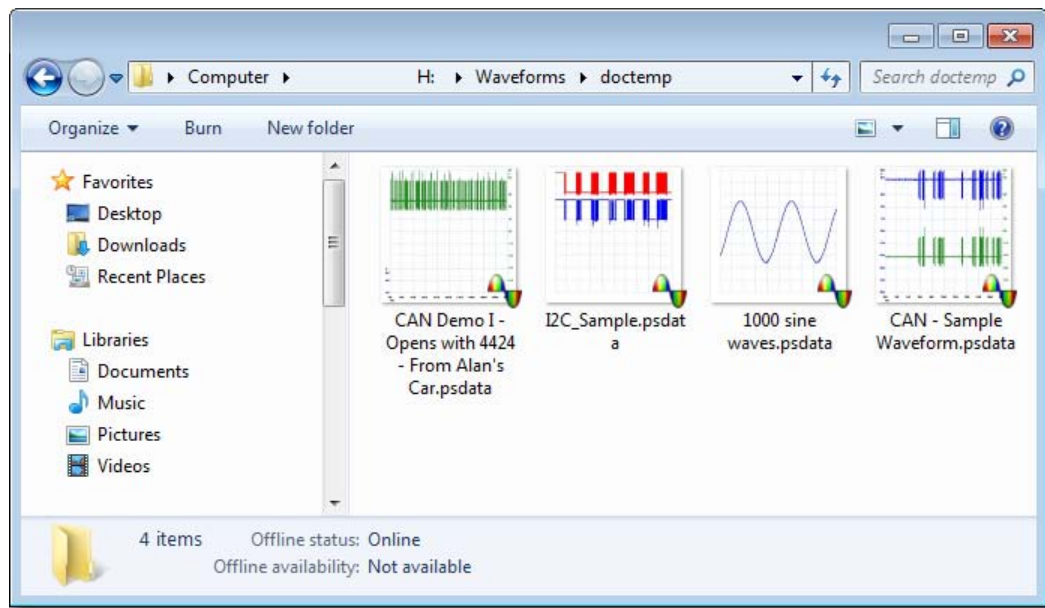 Computer H: Waveforms doctemp Search doctemp
Organize Burn New folder
Favorites
Desktop
Downloads
Recent Places
Libraries
Documents
Music
Pictures
Videos
CAN Demo I -
Opens with 4424
- From Alan's
Car.psdata
I2C_Sample.psdat
a
1000 sine
waves.psdata
CAN - Sample
Waveform.psdata
4 items Offline status: Online
Offline availability: Not available